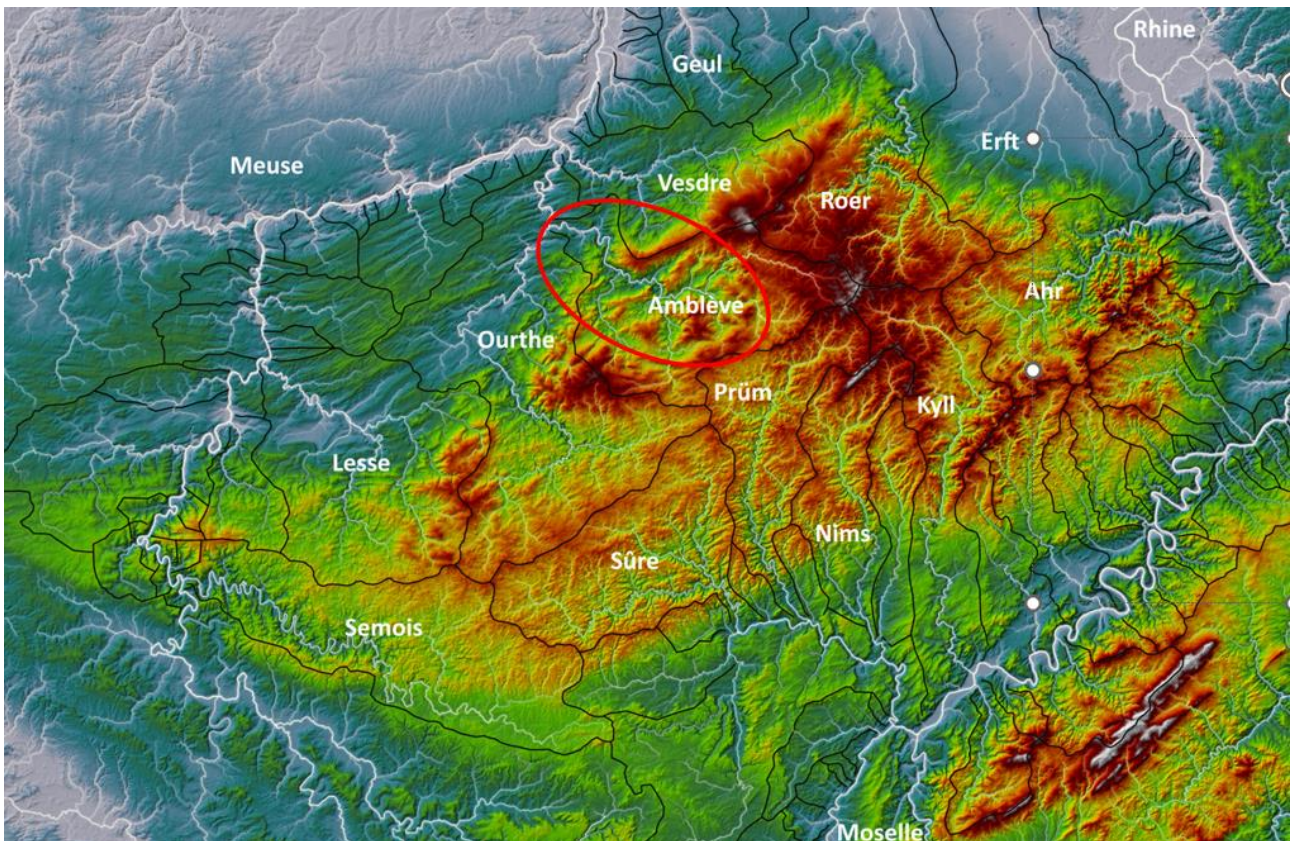 Rhine
Geul
Erft
Meuse
Vesdre
Roer
Ahr
Amblève
Ourthe
Prüm
Kyll
Lesse
Nims
Sûre
Semois
Moselle